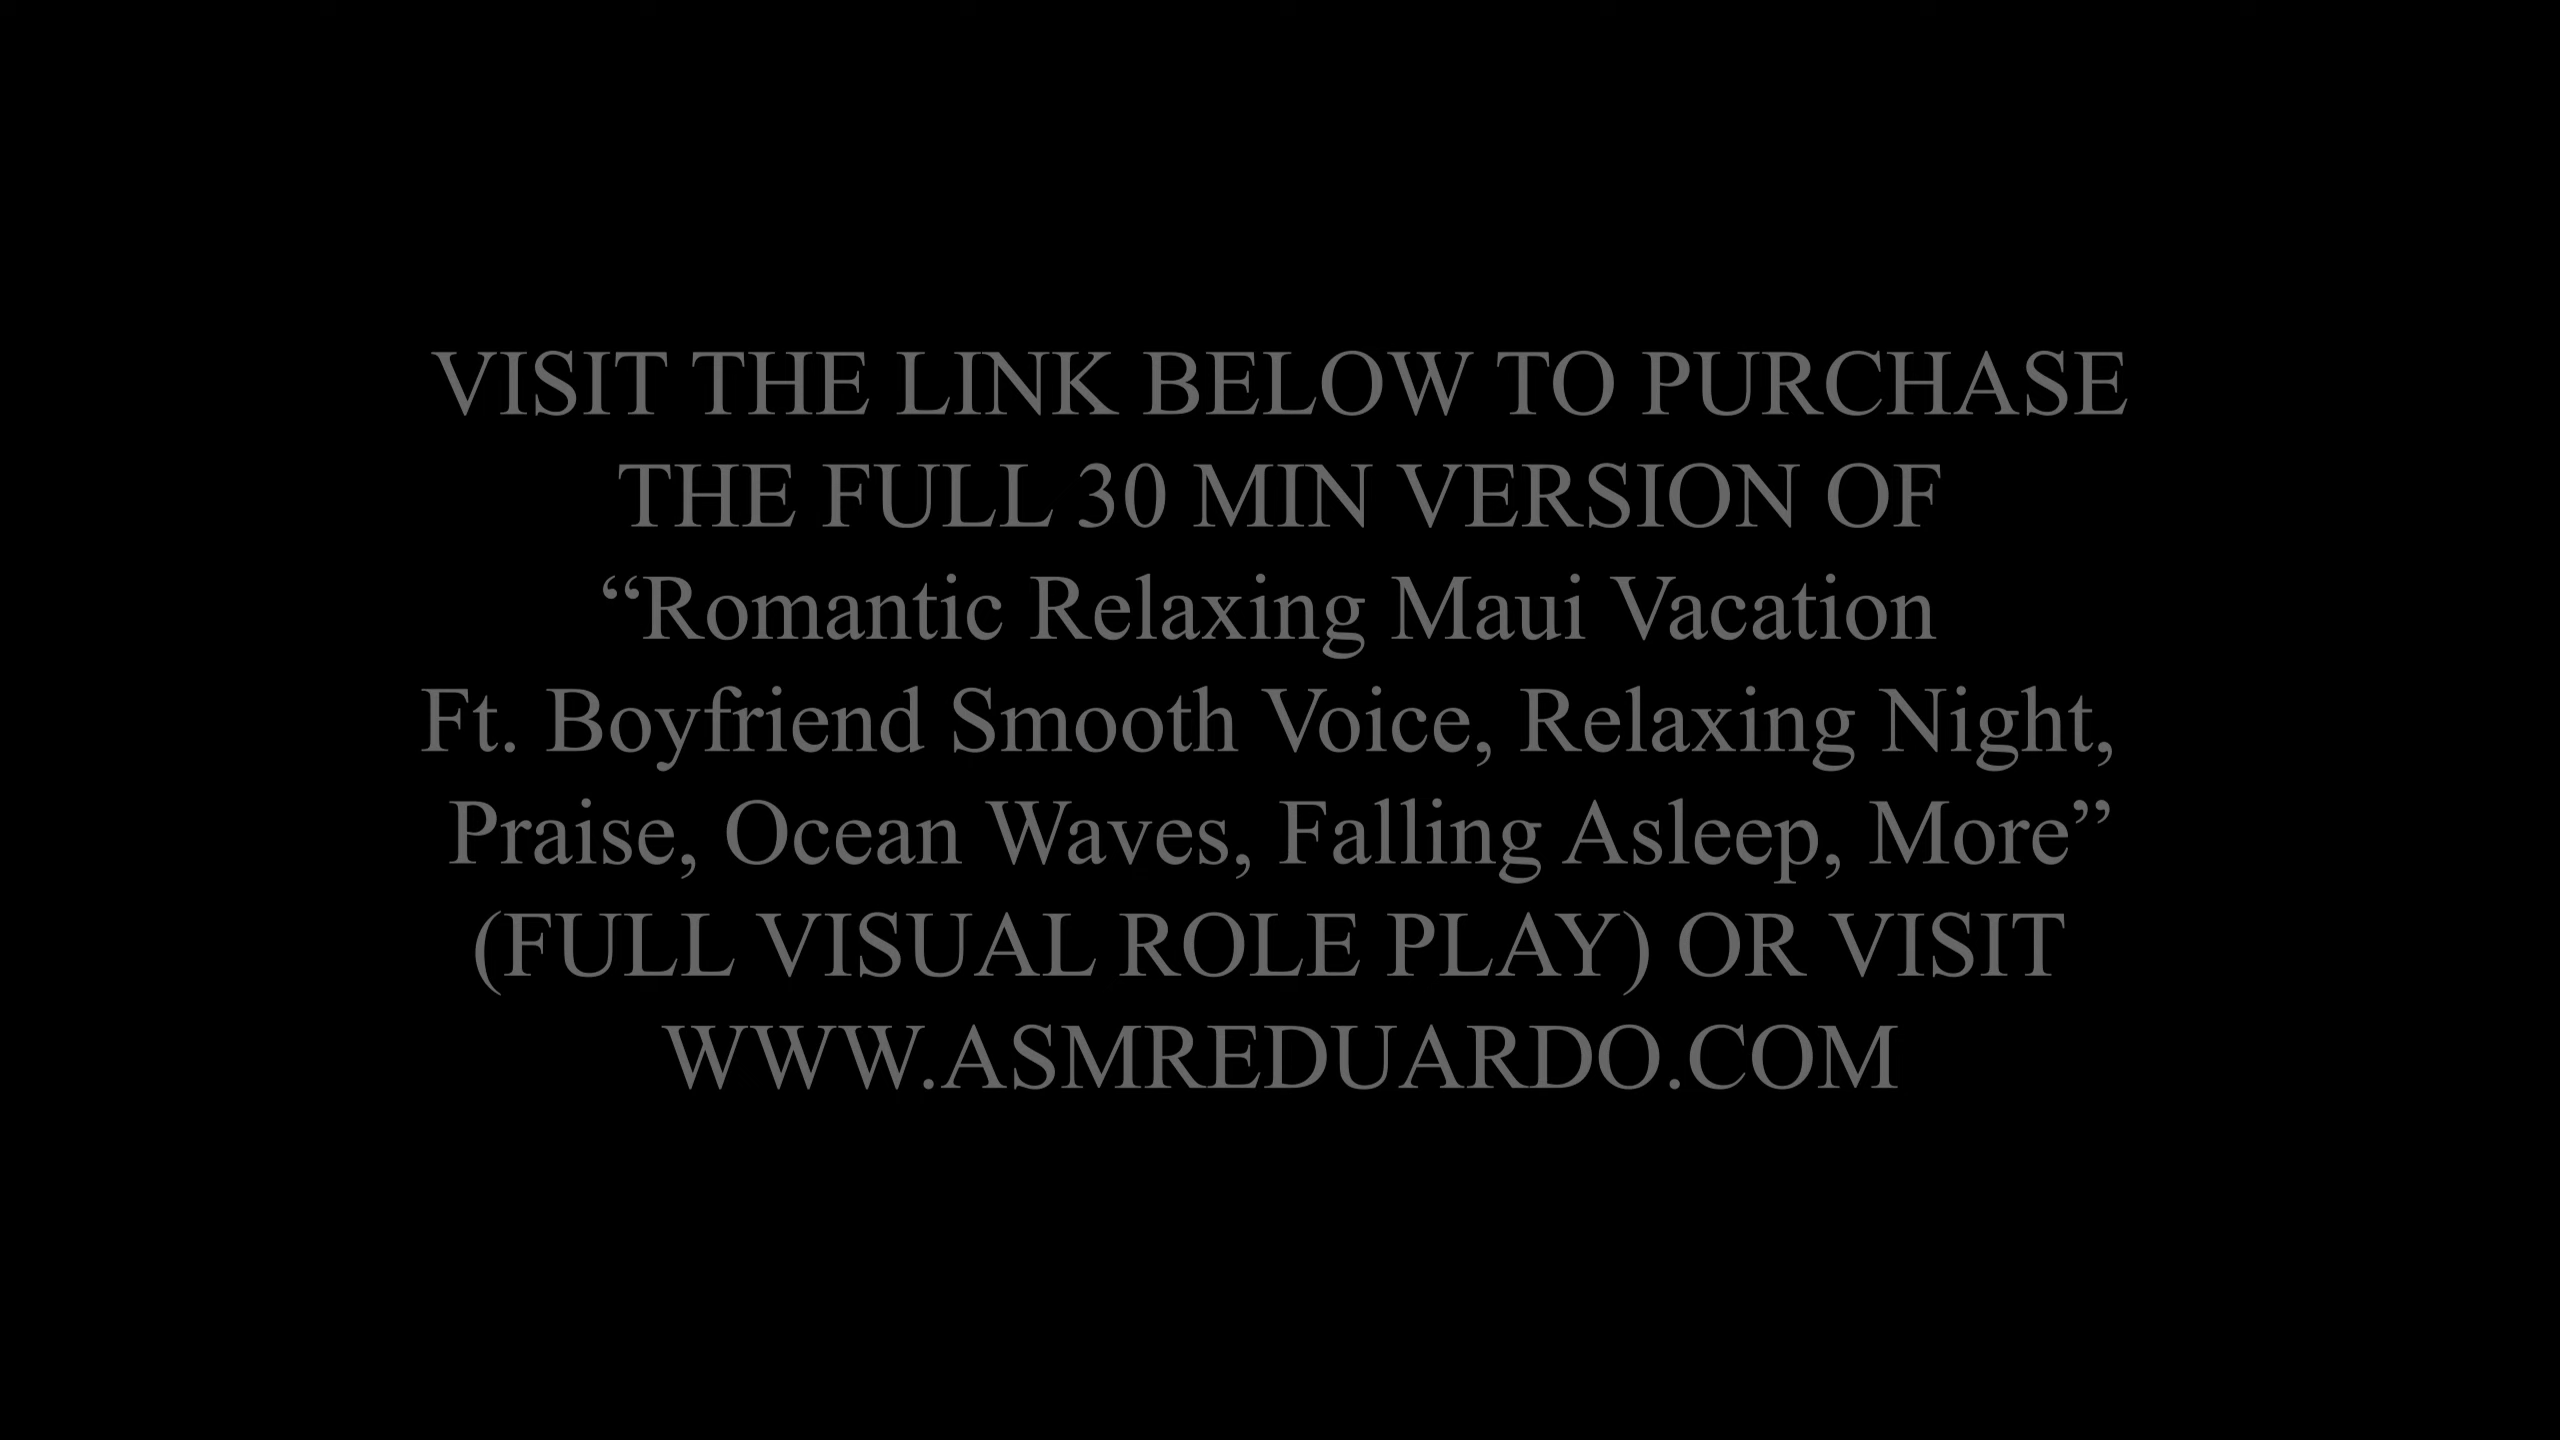 VISIT THE LINK BELOW TO PURCHASE
THE FULL 30 MIN VERSION OF
“Romantic Relaxing Maui Vacation
Ft. Boyfriend Smooth Voice, Relaxing Night,
Praise, Ocean Waves, Falling Asleep, More”
(FULL VISUAL ROLE PLAY) OR VISIT
WWW.ASMREDUARDO.COM